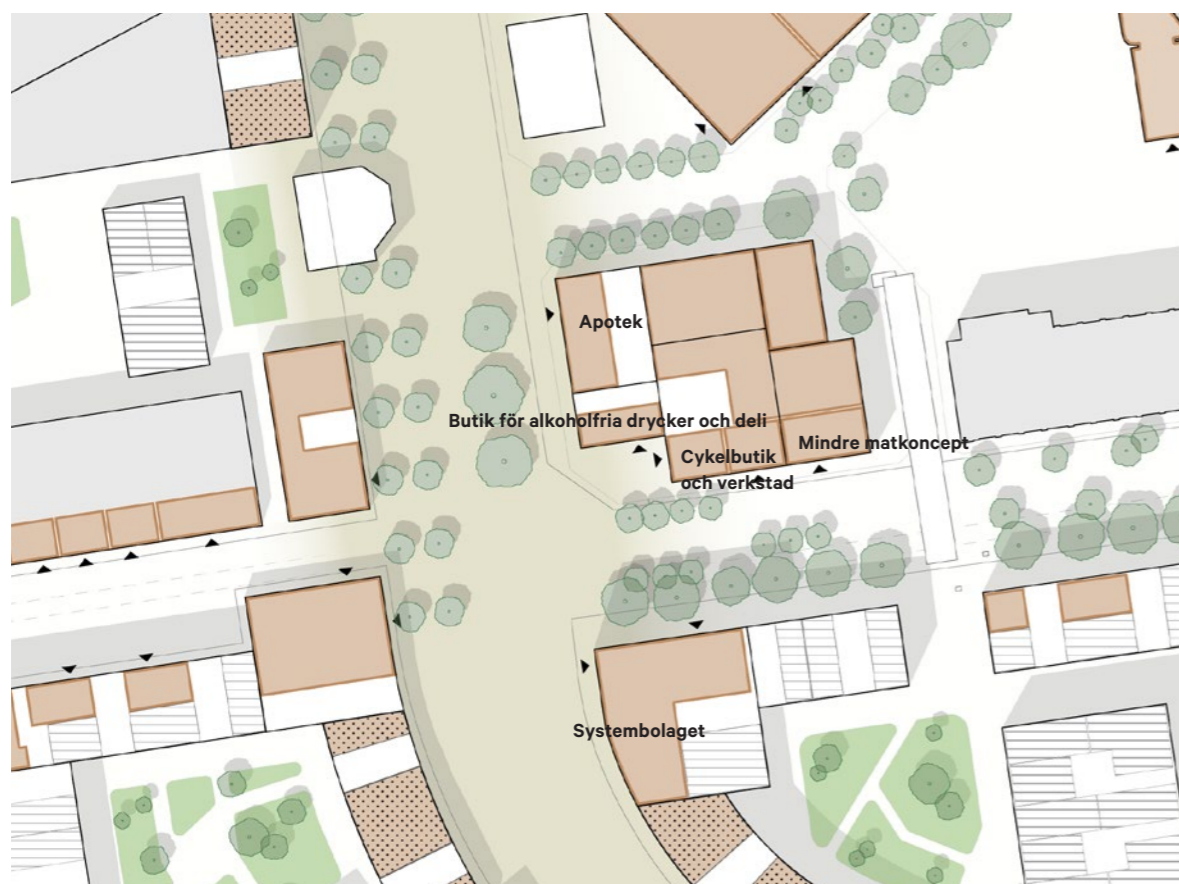 Apotek
Butik för alkoholfria drycker och deli
Mindre matkoncept
Cykelbutik
och verkstad
Systembolaget